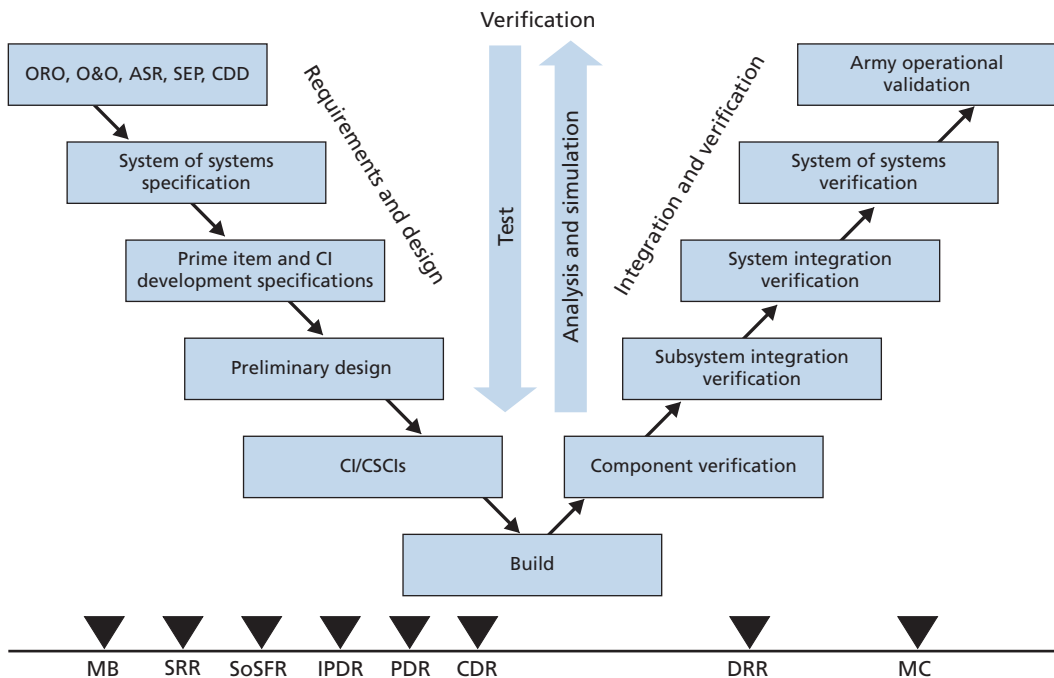 Verification
ORO, O&O, ASR, SEP, CDD
Army operational
validation
System of systems
specification
System of systems
verification
Requirements and design
Test
Analysis and simulation
Integration and verification
Prime item and CI
development specifications
System integration
verification
Preliminary design
Subsystem integration
verification
CI/CSCIs
Component verification
Build
MB
SRR
SoSFR
IPDR
PDR
CDR
DRR
MC